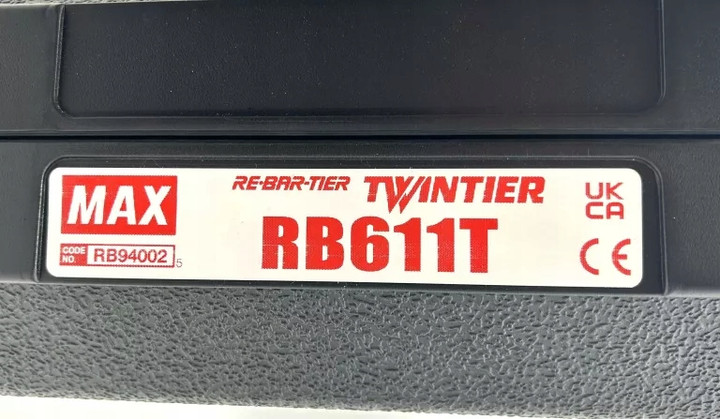 MAX
RE-BAR-TIER TWINTIER
UK
CA
RB611T
CODE NO. RB94002 5
CE